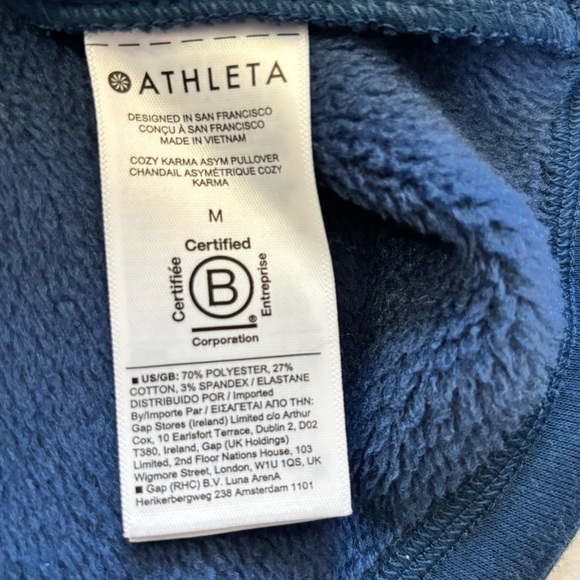 ATHLETA
DESIGNED IN SAN FRANCISCO
CONÇU À SAN FRANCISCO
MADE IN VIETNAM
COZY KARMA ASYM PULLOVER
CHANDAIL ASYMÉTRIQUE COZY
KARMA
M
Certified
Certifiée
B
Entreprise
®
Corporation
■ US/GB: 70% POLYESTER, 27%
COTTON, 3% SPANDEX / ELASTANE
DISTRIBUIDO POR / Imported
By/Importe Par / ΕΙΣΑΓΕΤΑΙ ΑΠΟ ΤΗΝ:
Gap Stores (Ireland) Limited c/o Arthur
Cox, 10 Earlsfort Terrace, Dublin 2, D02
T380, Ireland, Gap (UK Holdings)
Limited, 2nd Floor Nations House, 103
Wigmore Street, London, W1U 1QS, UK
■ Gap (RHC) B.V. Luna ArenA
Herikerbergweg 238 Amsterdam 1101